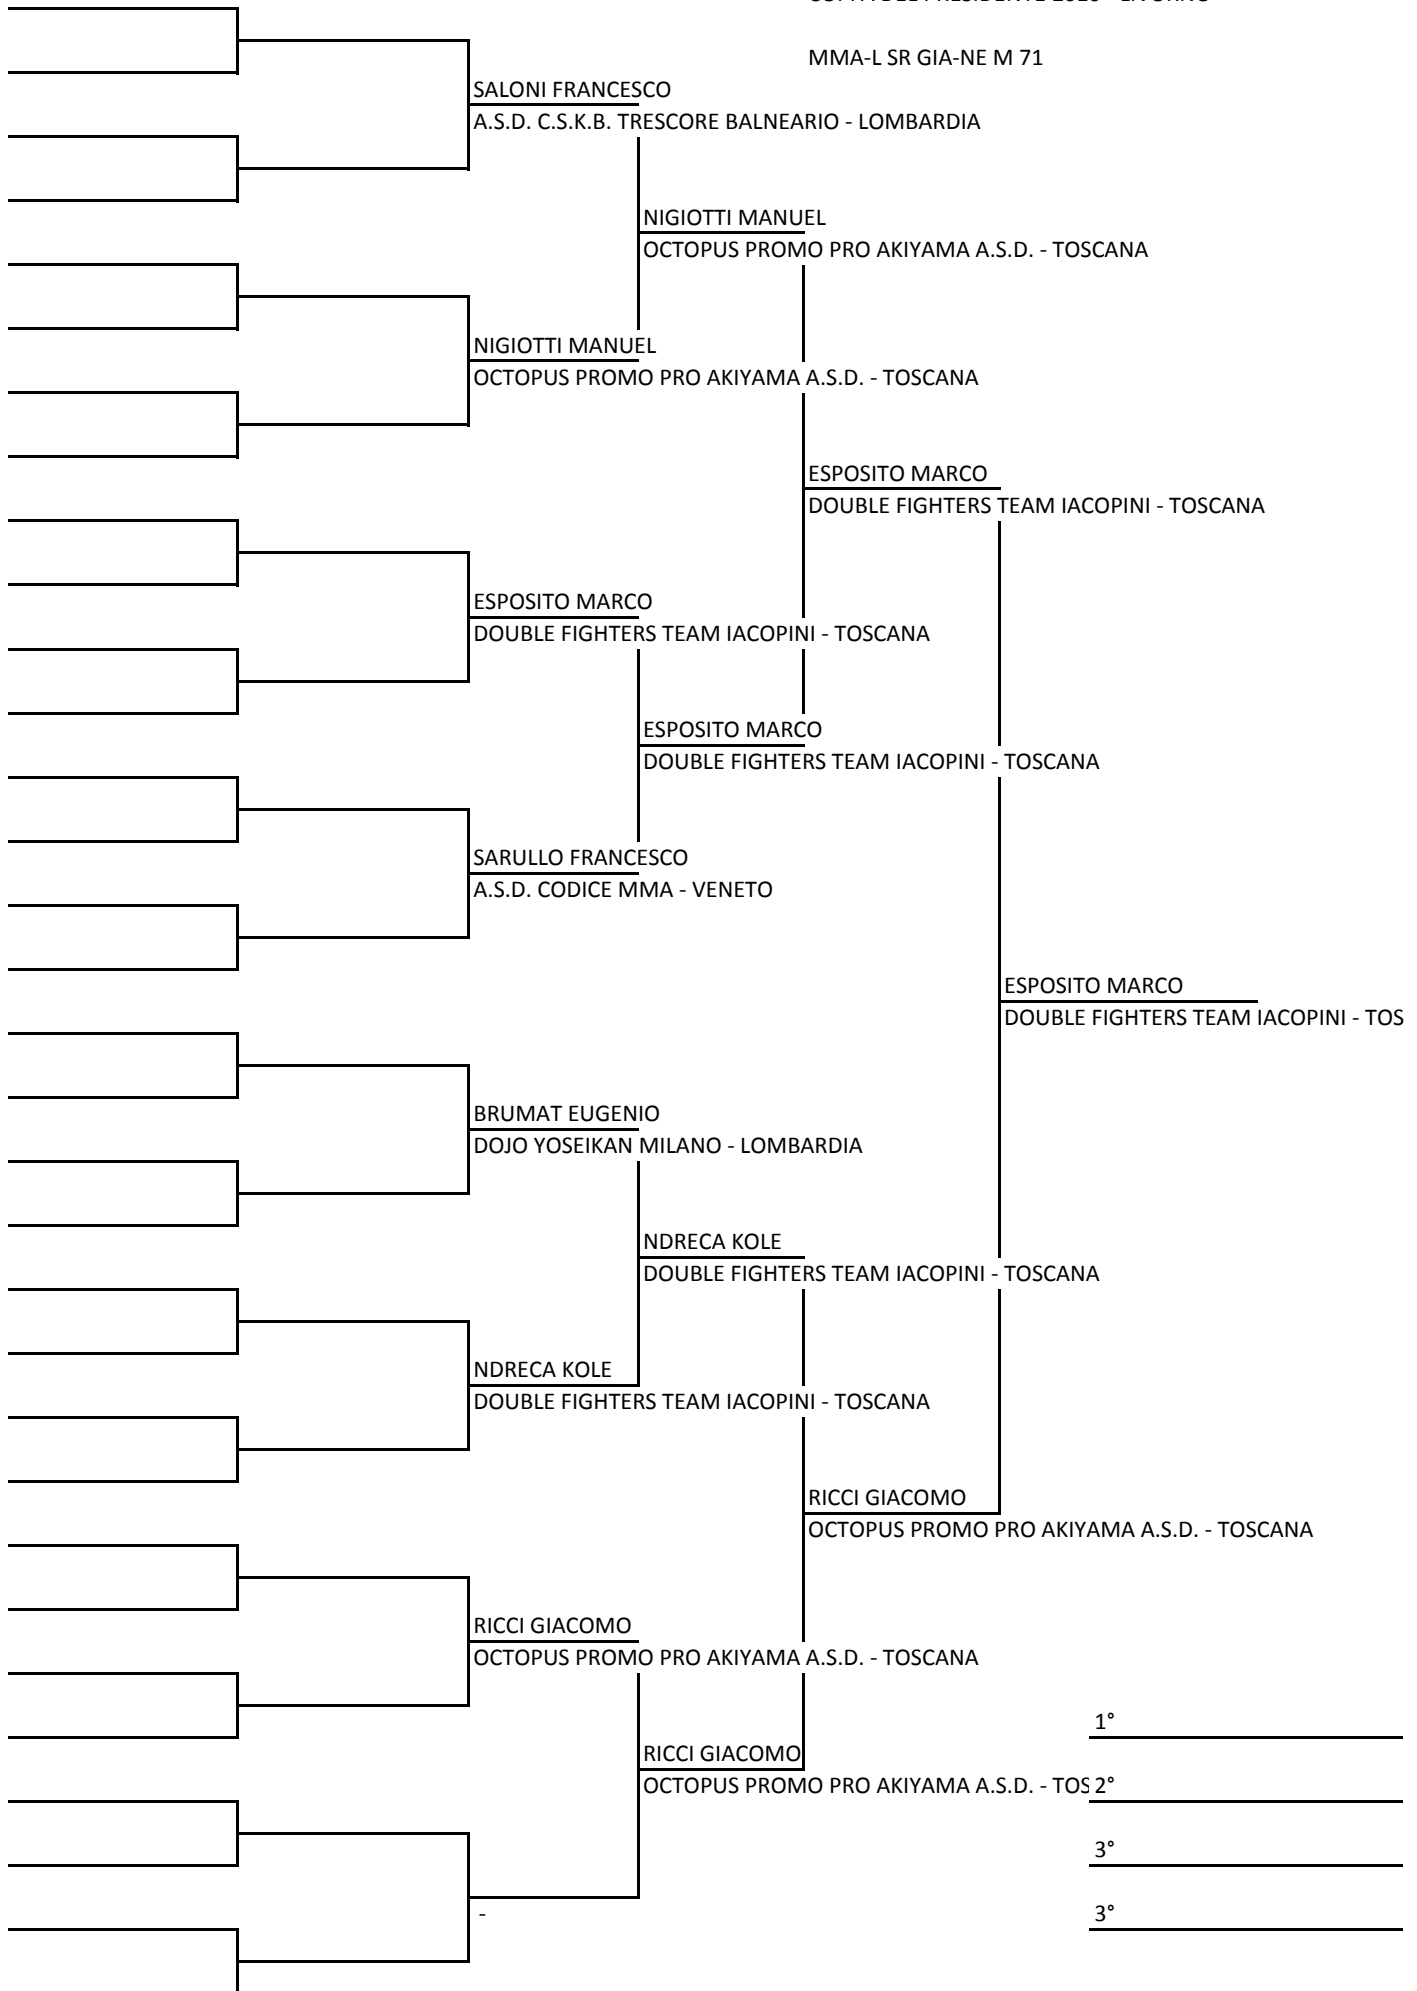 MMA-L SR GIA-NE M 71
SALONI FRANCESCO
A.S.D. C.S.K.B. TRESCORE BALNEARIO - LOMBARDIA
NIGIOTTI MANUEL
OCTOPUS PROMO PRO AKIYAMA A.S.D. - TOSCANA
NIGIOTTI MANUEL
OCTOPUS PROMO PRO AKIYAMA A.S.D. - TOSCANA
ESPOSITO MARCO
DOUBLE FIGHTERS TEAM IACOPINI - TOSCANA
ESPOSITO MARCO
DOUBLE FIGHTERS TEAM IACOPINI - TOSCANA
ESPOSITO MARCO
DOUBLE FIGHTERS TEAM IACOPINI - TOSCANA
SARULLO FRANCESCO
A.S.D. CODICE MMA - VENETO
ESPOSITO MARCO
DOUBLE FIGHTERS TEAM IACOPINI - TOS
BRUMAT EUGENIO
DOJO YOSEIKAN MILANO - LOMBARDIA
NDRECA KOLE
DOUBLE FIGHTERS TEAM IACOPINI - TOSCANA
NDRECA KOLE
DOUBLE FIGHTERS TEAM IACOPINI - TOSCANA
RICCI GIACOMO
OCTOPUS PROMO PRO AKIYAMA A.S.D. - TOSCANA
RICCI GIACOMO
OCTOPUS PROMO PRO AKIYAMA A.S.D. - TOSCANA
1°
RICCI GIACOMO
OCTOPUS PROMO PRO AKIYAMA A.S.D. - TOS
2°
3°
3°
-